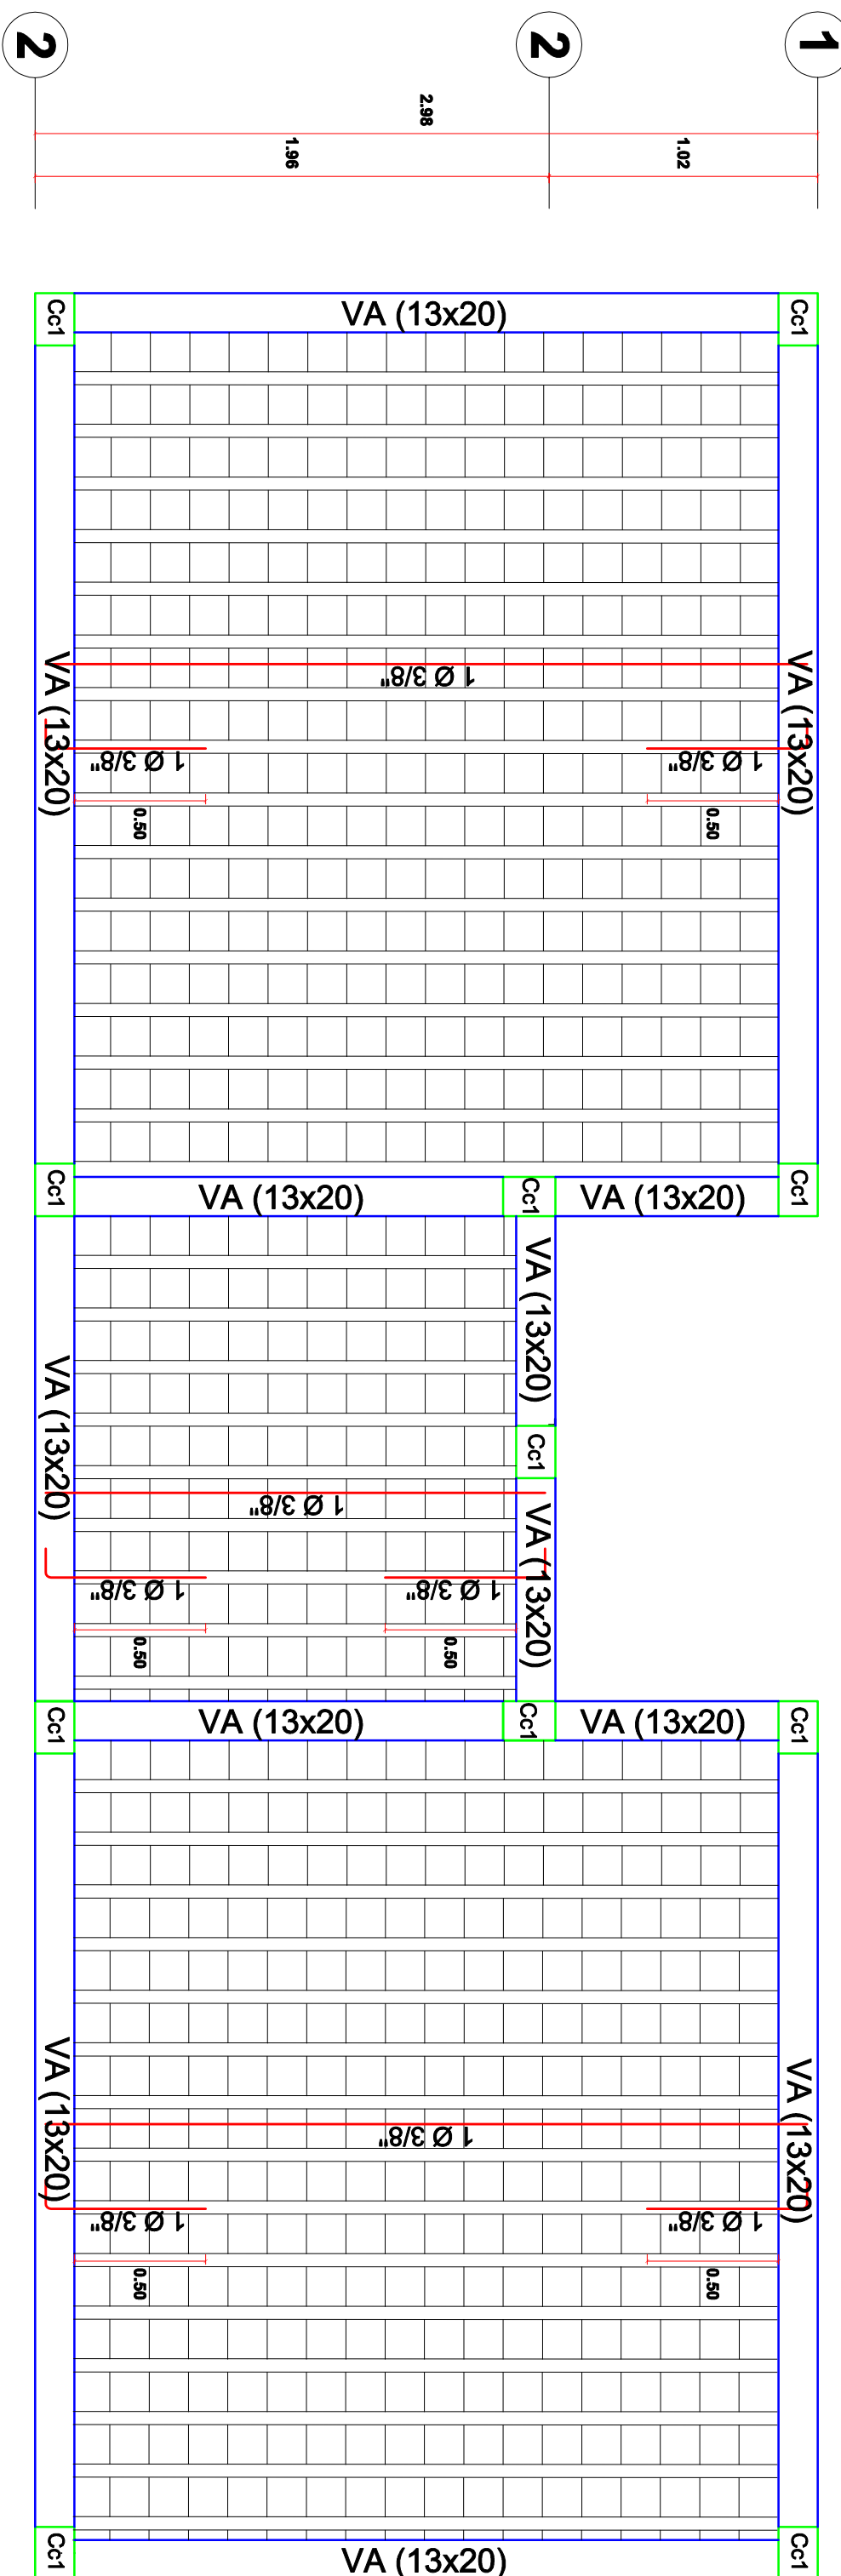 2
2
1
2.98
1.96
1.02
Cc1
VA (13x20)
Cc1
VA (13x20)
VA (13x20)
1 Ø 3/8"
1 Ø 3/8"
1 Ø 3/8"
0.50
0.50
Cc1
VA (13x20)
Cc1
VA (13x20)
Cc1
VA (13x20)
VA (13x20)
Cc1
1 Ø 3/8"
VA (13x20)
1 Ø 3/8"
1 Ø 3/8"
0.50
0.50
Cc1
VA (13x20)
Cc1
VA (13x20)
Cc1
VA (13x20)
VA (13x20)
1 Ø 3/8"
1 Ø 3/8"
1 Ø 3/8"
0.50
0.50
Cc1
VA (13x20)
Cc1